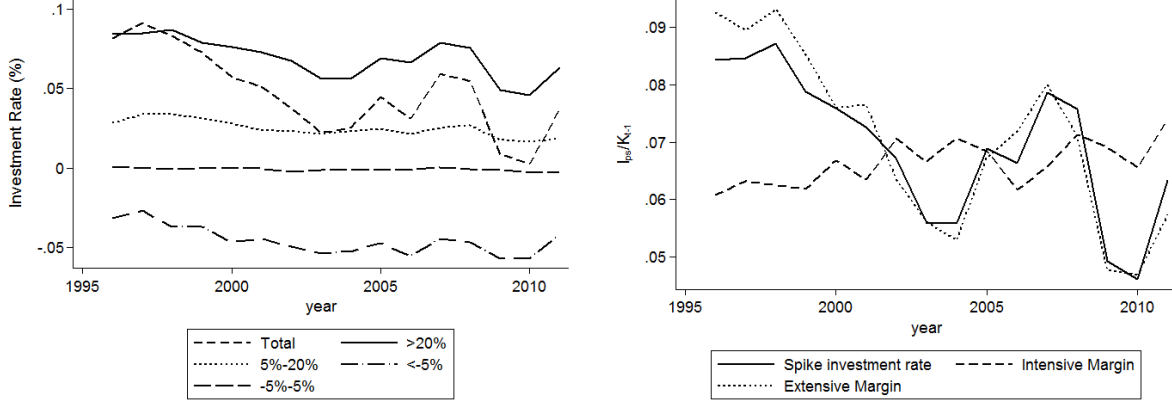 .1
.05
0
-.05
Investment Rate (%)
1995
2000
2005
2010
year
Total
>20%
5%-20%
<-5%
-5%-5%
.09
.08
.07
.06
.05
Ips/Kt-1
1995
2000
2005
2010
year
Spike investment rate
Intensive Margin
Extensive Margin